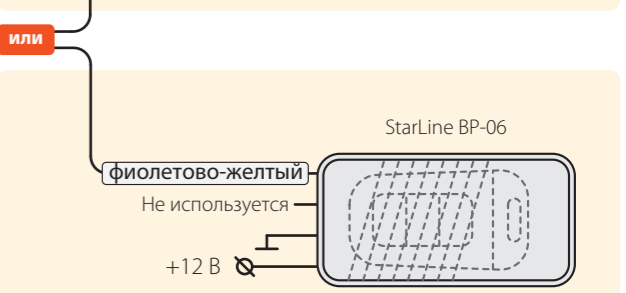 или
StarLine BP-06
фиолетово-желтый
Не используется
+12 В